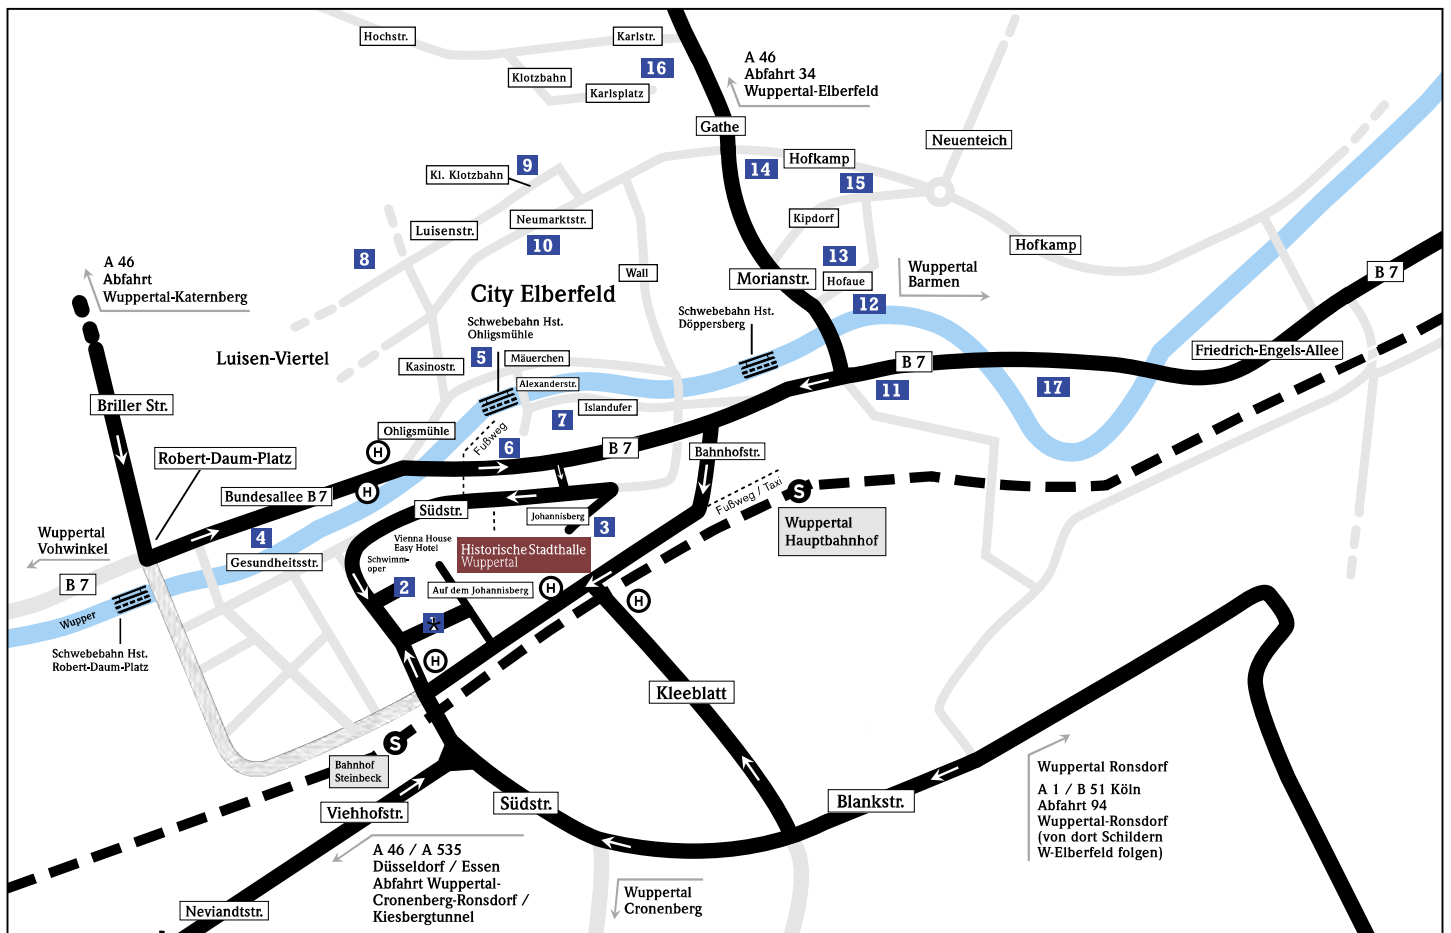 Hochstr.
Karlstr.
16
Klotzbahn
Karlsplatz
A 46
Abfahrt 34
Wuppertal-Elberfeld
Gathe
Neuenteich
9
Kl. Klotzbahn
14
Hofkamp
15
Luisenstr.
Neumarktstr.
10
Kipdorf
Hofkamp
8
13
A 46
Abfahrt
Wuppertal-Katernberg
Wall
Morianstr.
Hofaue
Wuppertal
Barmen
B 7
City Elberfeld
12
Schwebebahn Hst.
Ohligsmühle
Schwebebahn Hst.
Döppersberg
Luisen-Viertel
5
Mäuerchen
Kasinostr.
Alexanderstr.
B 7
Friedrich-Engels-Allee
11
17
Briller Str.
7
Islandufer
Ohligsmühle
Fußweg
6
B 7
Bahnhofstr.
H
Robert-Daum-Platz
Bundesallee B 7
H
Südstr.
Johannisberg
3
Fußweg / Taxi
S
Wuppertal
Hauptbahnhof
4
Wuppertal
Vohwinkel
Gesundheitsstr.
Vienna House
Easy Hotel
Historische Stadthalle
Wuppertal
Schwimm-
oper
B 7
2
Auf dem Johannisberg
H
H
Wupper
1
Schwebebahn Hst.
Robert-Daum-Platz
H
Kleeblatt
S
Bahnhof
Steinbeck
Viehhofstr.
Südstr.
Blankstr.
Wuppertal Ronsdorf
A 1 / B 51 Köln
Abfahrt 94
Wuppertal-Ronsdorf
(von dort Schildern
W-Elberfeld folgen)
A 46 / A 535
Düsseldorf / Essen
Abfahrt Wuppertal-
Cronenberg-Ronsdorf /
Kiesbergtunnel
Wuppertal
Cronenberg
Neviandtstr.